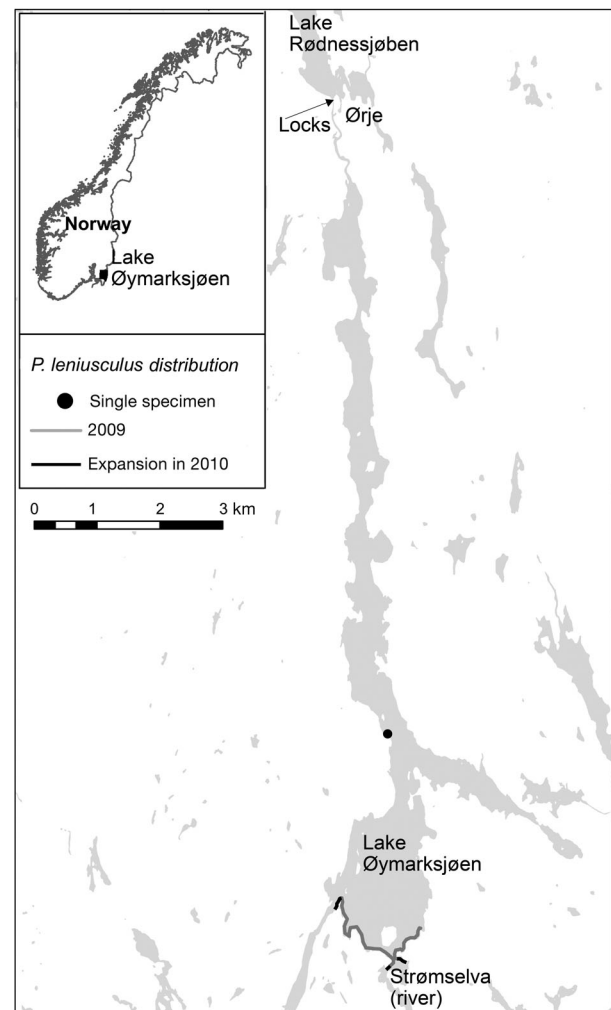 Lake
Rødnessjøben
Locks
Ørje
Norway
Lake
Øymarksjøen
P. leniusculus distribution
Single specimen
2009
Expansion in 2010
0 1 2 3 km
Lake
Øymarksjøen
Strømselva
(river)